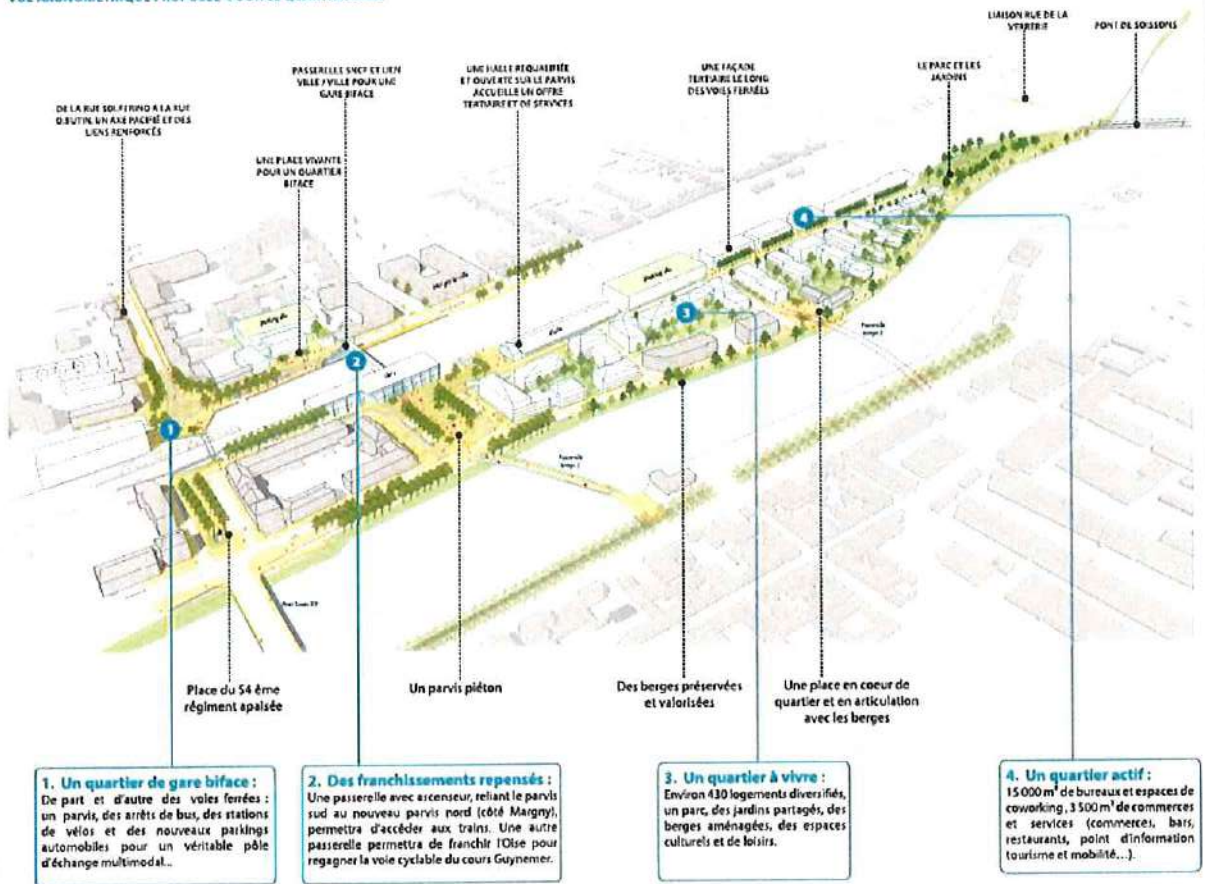 LIAISON RUE DE LA
VERRERIE
PONT DE SOISSONS
PASSERELLE SNCF ET LIEN
VILLE / VILLE POUR UNE
GARE BIFACE
UNE HALLE REQUALIFIÉE
ET OUVERTE SUR LE PARVIS
ACCUEILLE UN OFFRE
TERTIAIRE ET DE SERVICES
UNE FAÇADE
TERTIAIRE LE LONG
DES VOIES FERRÉES
LE PARC ET LES
JARDINS
DE LA RUE SOLFERINO A LA RUE
D.BUTIN, UN AXE PACIFIÉ ET DES
LIENS RENFORCÉS
UNE PLACE VIVANTE
POUR UN QUARTIER
BIFACE
4
3
2
1
Place du 54 ème
régiment apaisée
Un parvis piéton
Des berges préservées
et valorisées
Une place en coeur de
quartier et en articulation
avec les berges
1. Un quartier de gare biface :
De part et d'autre des voies ferrées :
un parvis, des arrêts de bus, des stations
de vélos et des nouveaux parkings
automobiles pour un véritable pôle
d'échange multimodal...
2. Des franchissements repensés :
Une passerelle avec ascenseur, reliant le parvis
sud au nouveau parvis nord (côté Margny),
permettra d'accéder aux trains. Une autre
passerelle permettra de franchir l'Oise pour
regagner la voie cyclable du cours Guynemer.
3. Un quartier à vivre :
Environ 430 logements diversifiés,
un parc, des jardins partagés, des
berges aménagées, des espaces
culturels et de loisirs.
4. Un quartier actif :
15 000 m² de bureaux et espaces de
coworking, 3 500 m² de commerces
et services (commerces, bars,
restaurants, point d'information
tourisme et mobilité...).